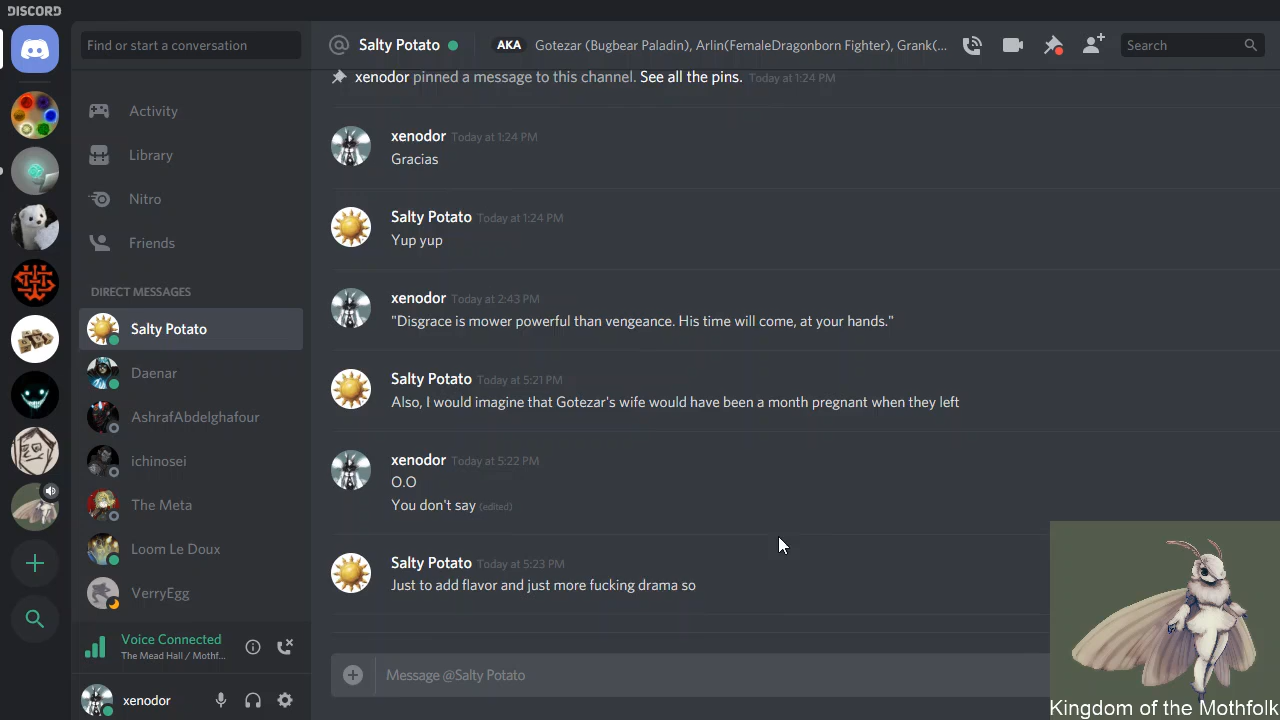 DISCORD
Find or start a conversation
Salty Potato
AKA
Gotezar (Bugbear Paladin), Arlin(FemaleDragonborn Fighter), Grank(...
Search
xenodor pinned a message to this channel. See all the pins. Today at 1:24 PM
Activity
Library
Nitro
Friends
DIRECT MESSAGES
Salty Potato
Daenar
AshrafAbdelghafour
ichinosei
The Meta
Loom Le Doux
VerryEgg
Voice Connected
The Mead Hall / Mothf...
xenodor
xenodor Today at 1:24 PM
Gracias
Salty Potato Today at 1:24 PM
Yup yup
xenodor Today at 2:43 PM
"Disgrace is mower powerful than vengeance. His time will come, at your hands."
Salty Potato Today at 5:21 PM
Also, I would imagine that Gotezar's wife would have been a month pregnant when they left
xenodor Today at 5:22 PM
O.O
You don't say (edited)
Salty Potato Today at 5:23 PM
Just to add flavor and just more fucking drama so
Message @Salty Potato
Kingdom of the Mothfolk